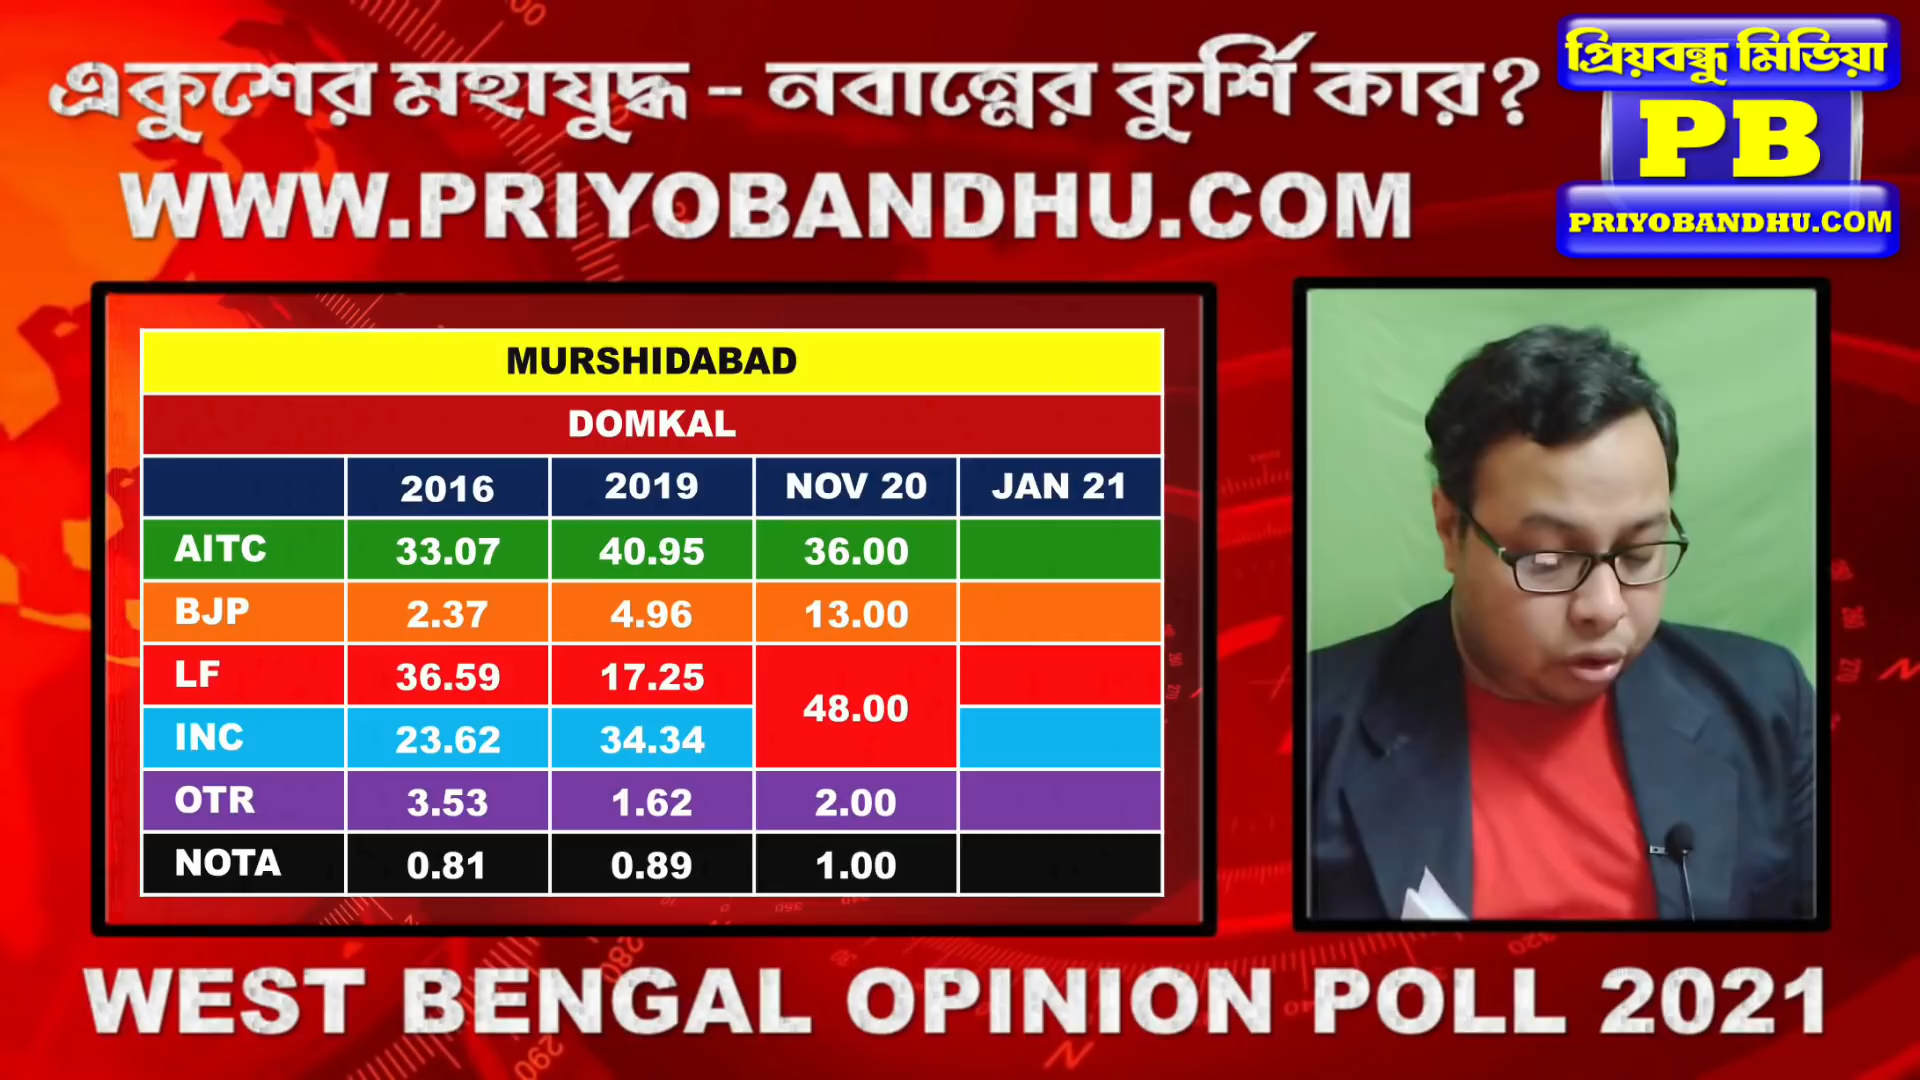 একুশের মহাযুদ্ধ - নবান্নের কুর্শি কার?
WWW.PRIYOBANDHU.COM
প্রিয়বন্ধু মিডিয়া
PB
PRIYOBANDHU.COM
MURSHIDABAD
DOMKAL
2016 2019 NOV 20 JAN 21
AITC 33.07 40.95 36.00
BJP 2.37 4.96 13.00
LF 36.59 17.25
48.00
INC 23.62 34.34
OTR 3.53 1.62 2.00
NOTA 0.81 0.89 1.00
WEST BENGAL OPINION POLL 2021